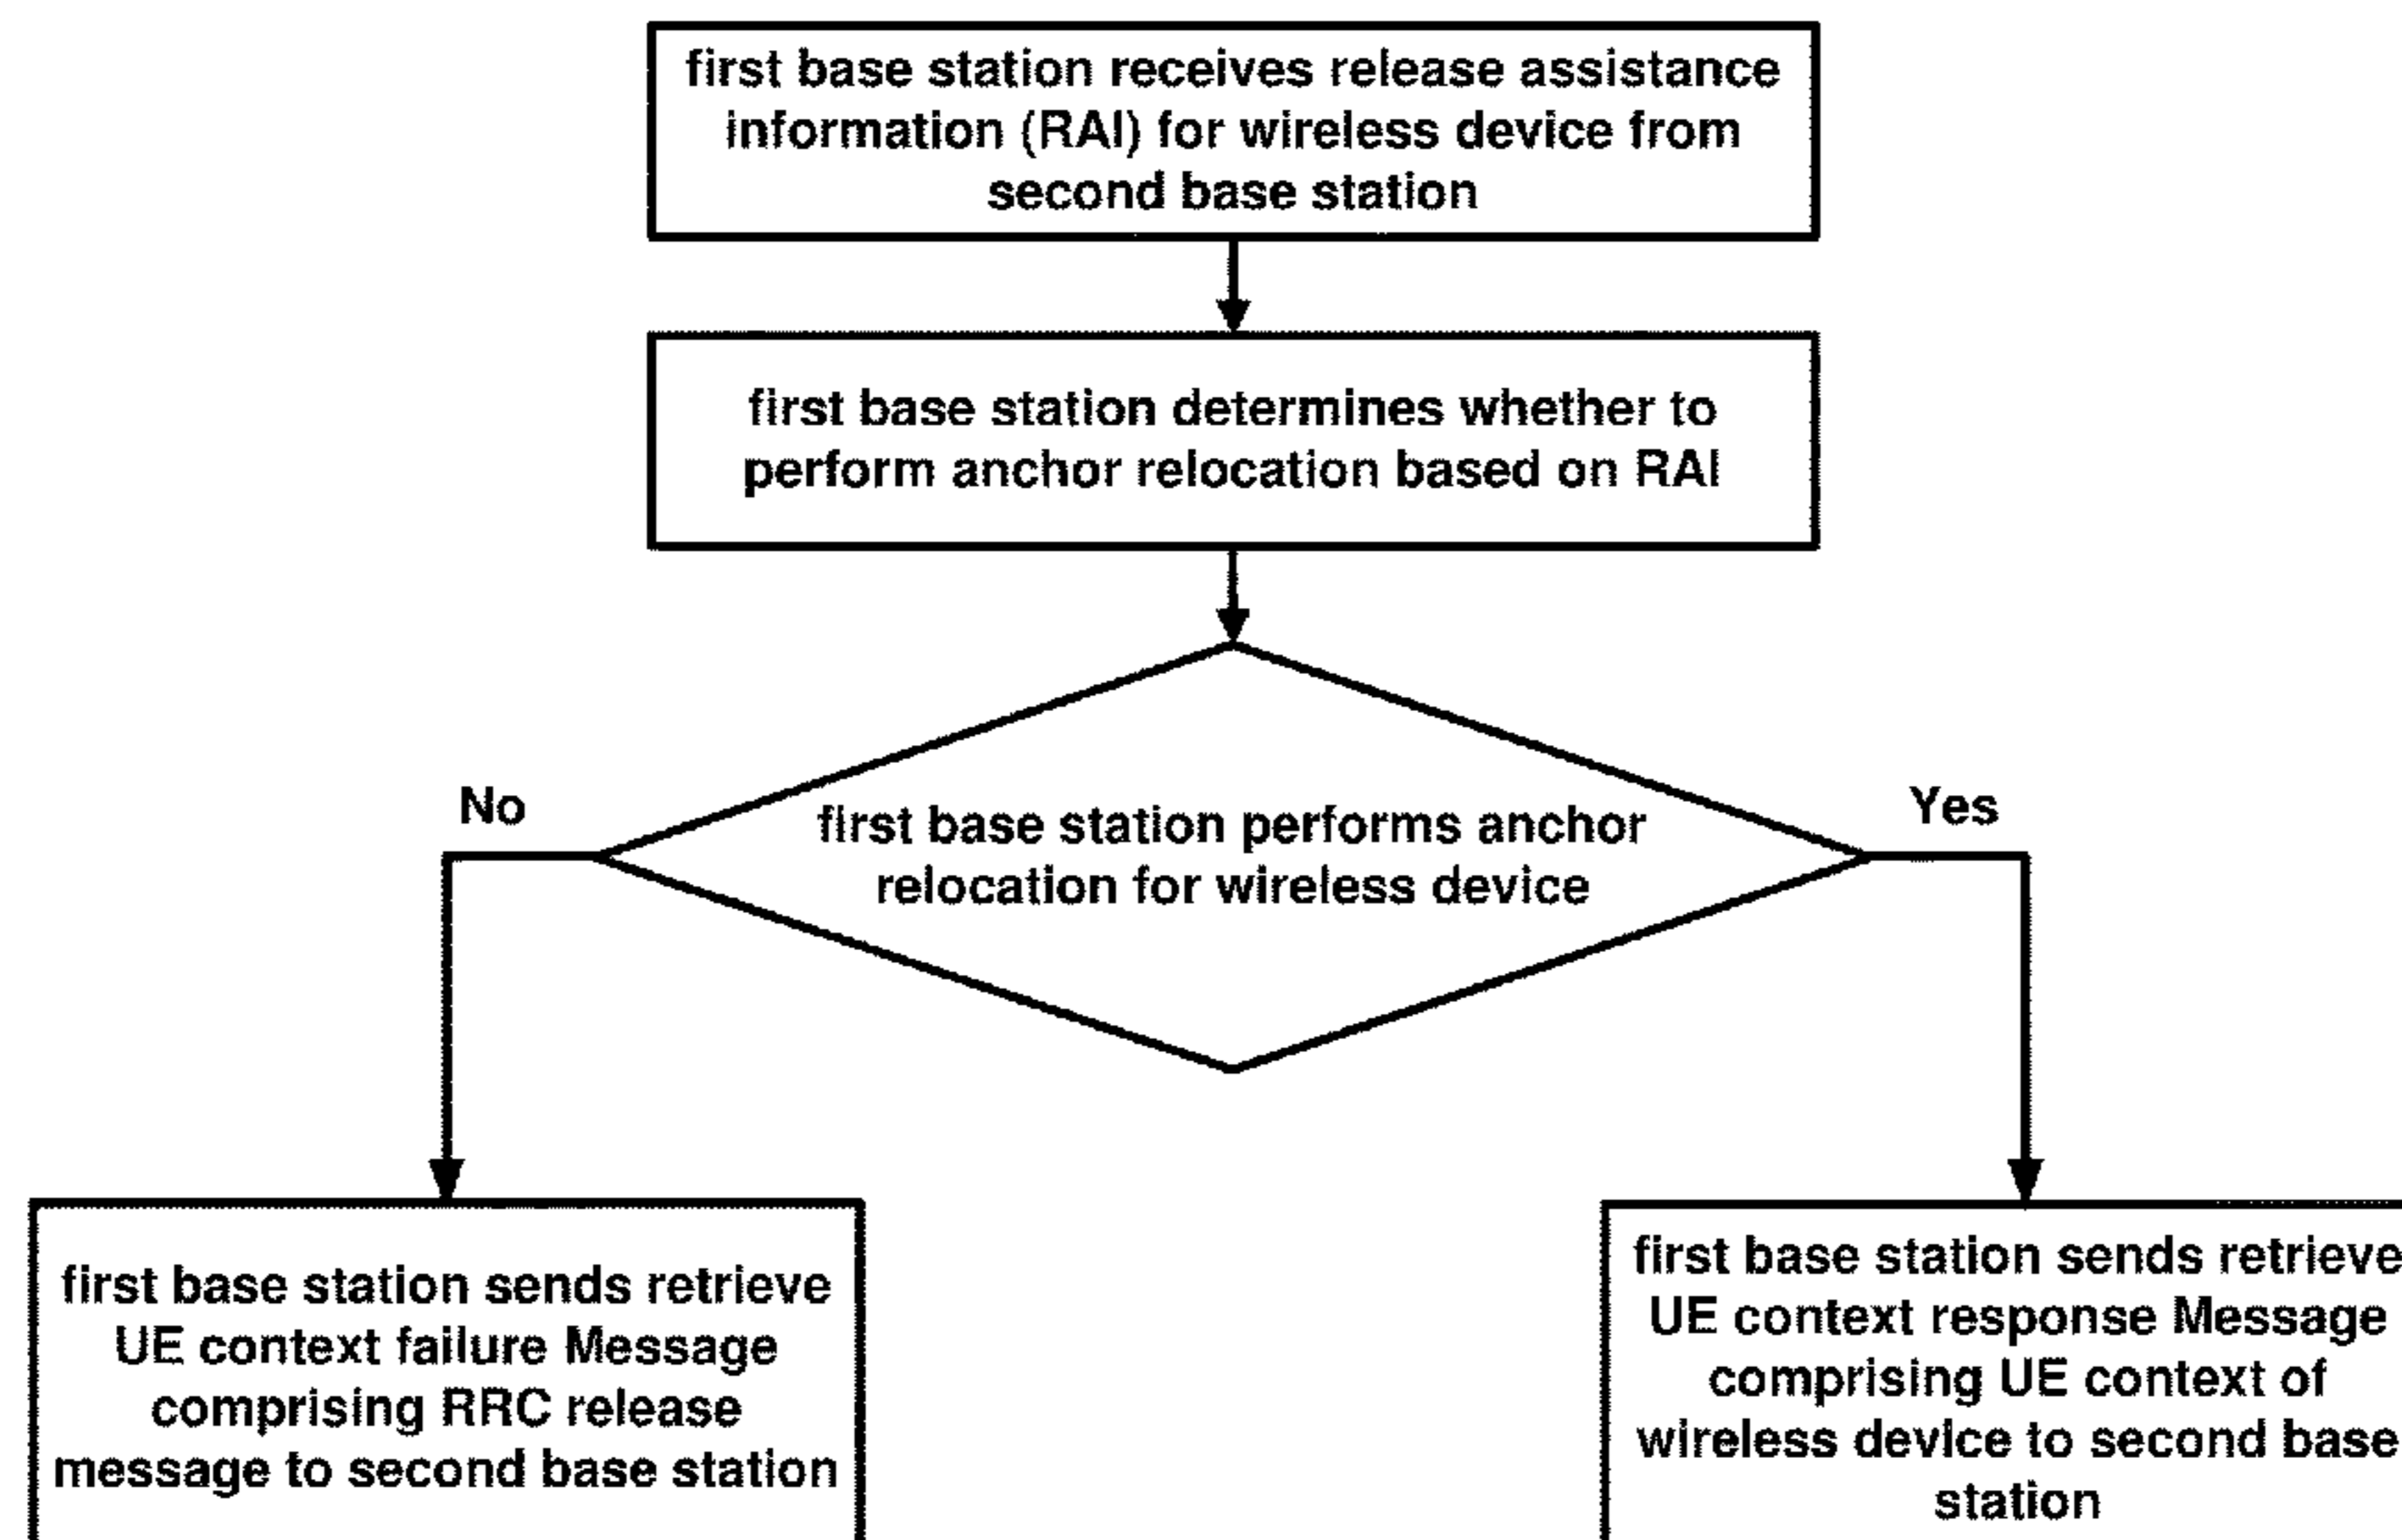 first base station receives release assistance
information (RAI) for wireless device from
second base station
first base station determines whether to
perform anchor relocation based on RAI
No
Yes
first base station performs anchor
relocation for wireless device
first base station sends retrieve
UE context failure Message
comprising RRC release
message to second base station
first base station sends retrieve
UE context response Message
comprising UE context of
wireless device to second base
station